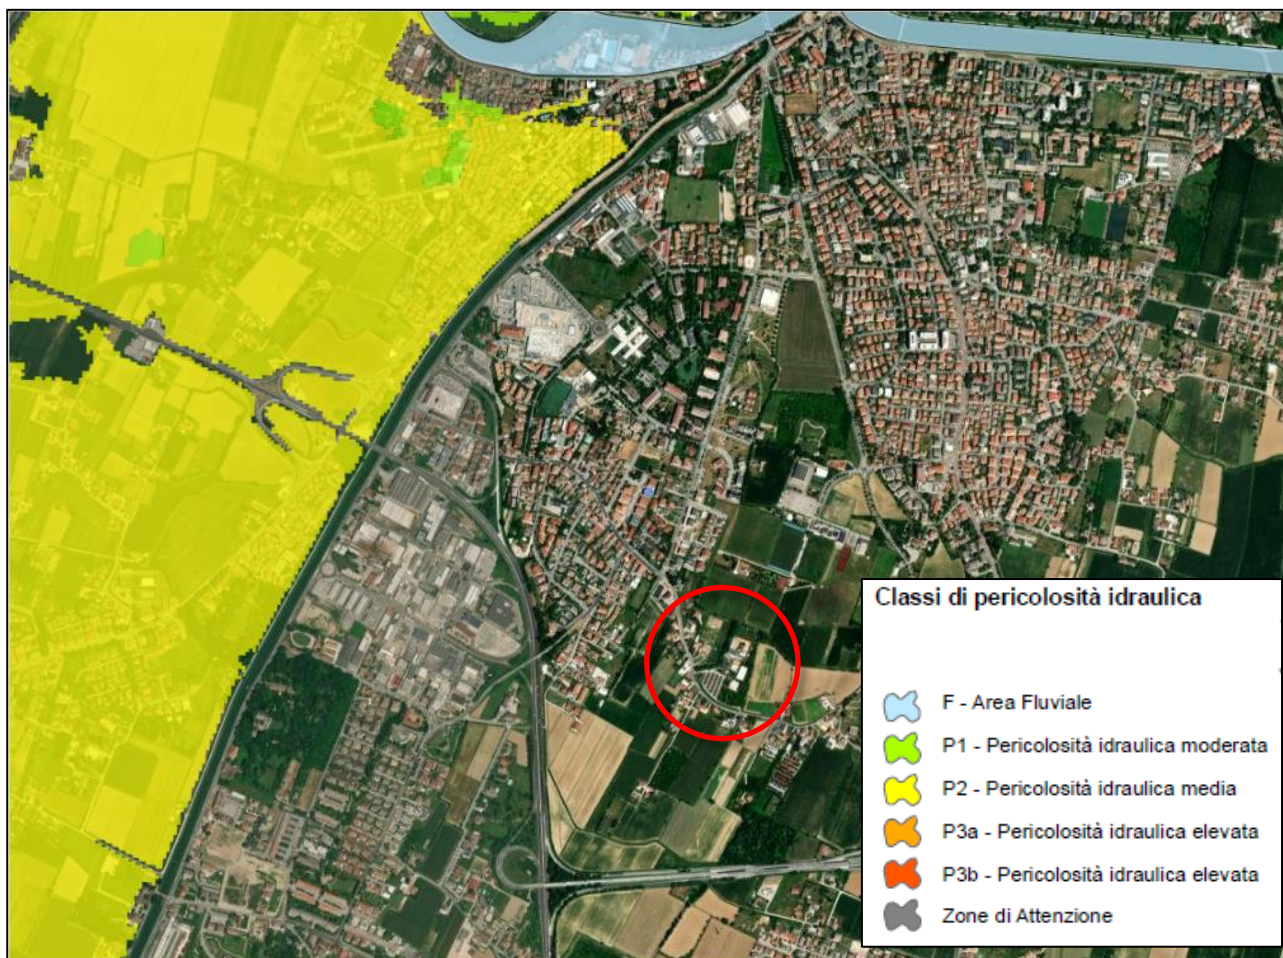 Classi di pericolosità idraulica
F - Area Fluviale
P1 - Pericolosità idraulica moderata
P2 - Pericolosità idraulica media
P3a - Pericolosità idraulica elevata
P3b - Pericolosità idraulica elevata
Zone di Attenzione